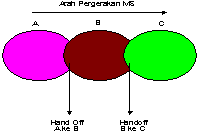 Arah Pergerakan MS
A B C
Hand Off Handoff
A ke B B ke C